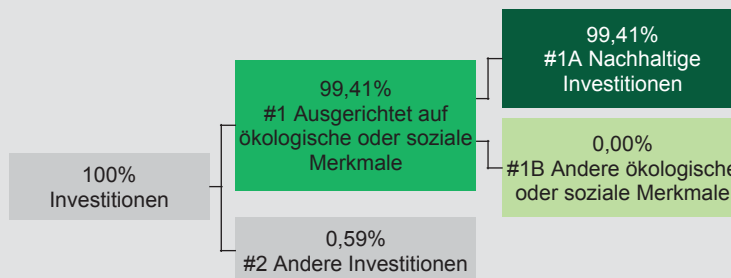 100%
Investitionen
99,41%
#1 Ausgerichtet auf
ökologische oder soziale
Merkmale
0,59%
#2 Andere Investitionen
99,41%
#1A Nachhaltige
Investitionen
0,00%
#1B Andere ökologische
oder soziale Merkmale